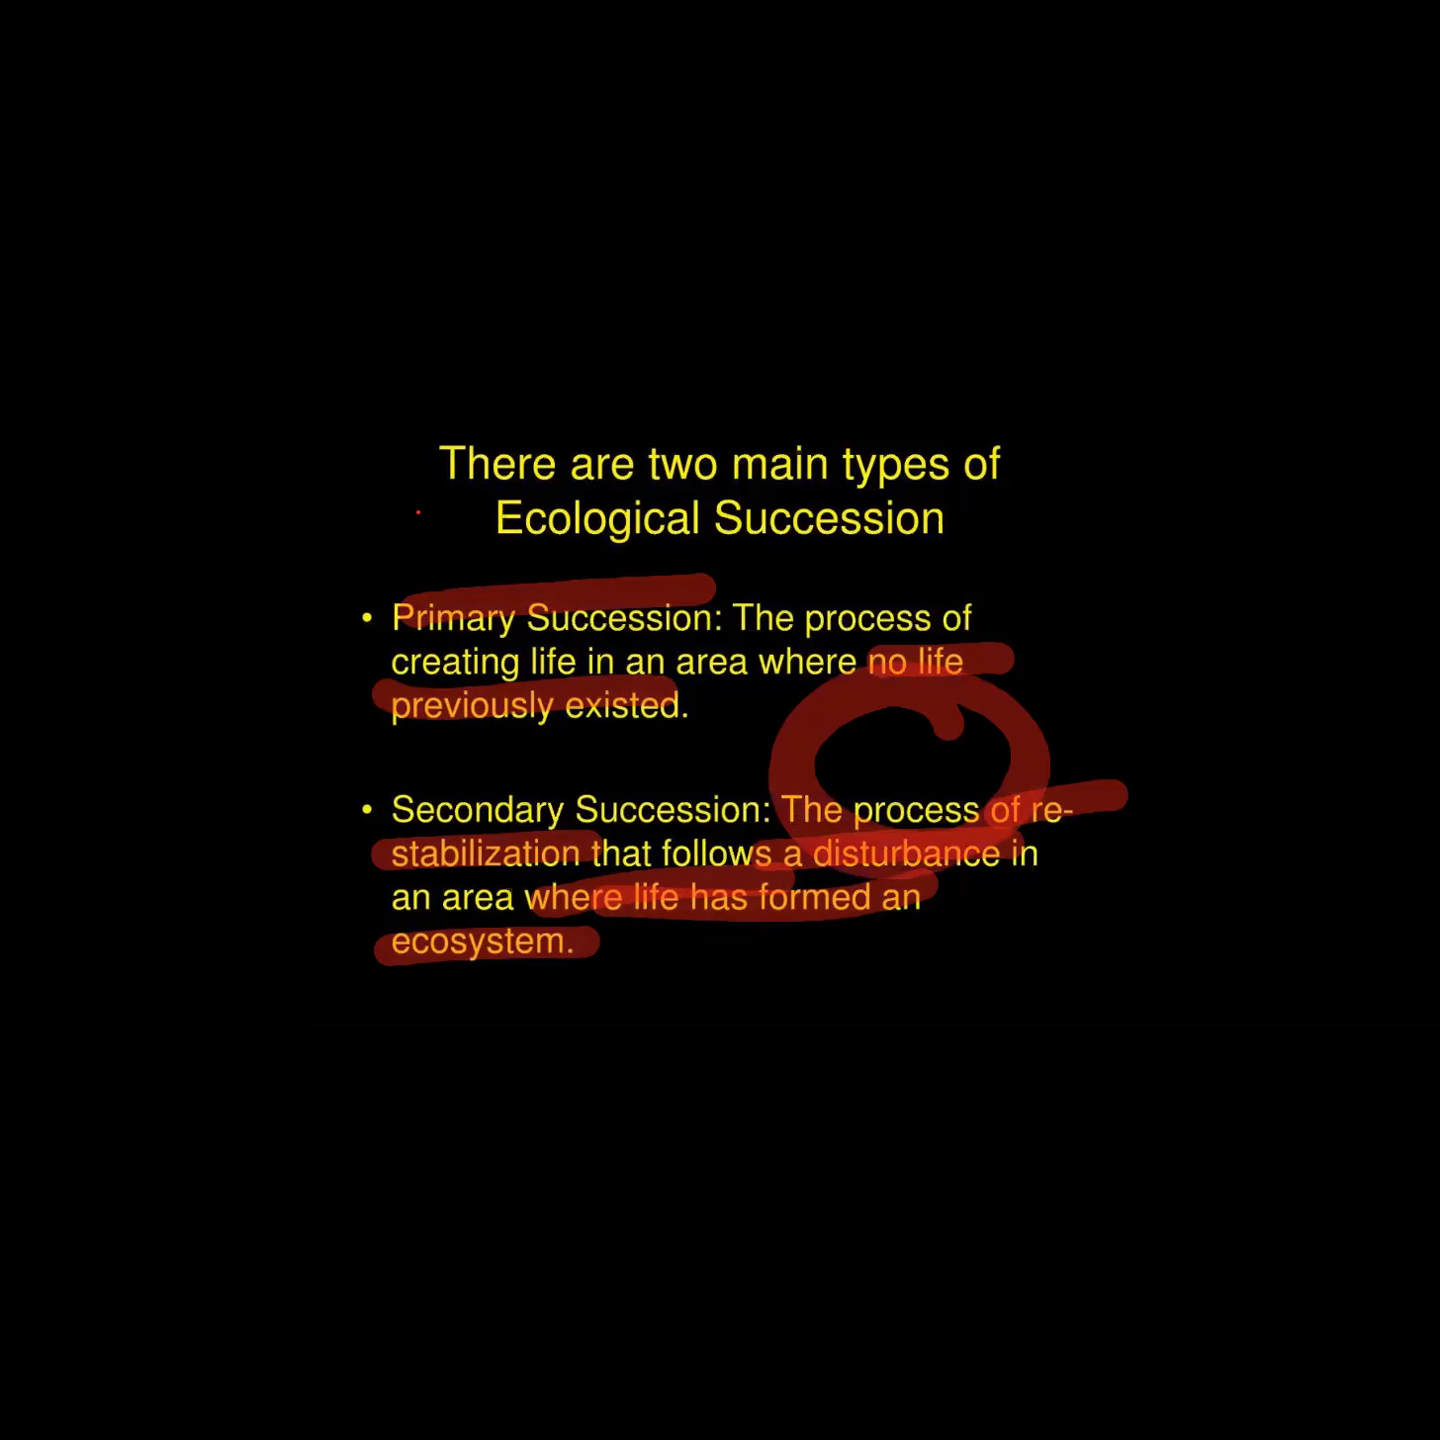 There are two main types of
Ecological Succession
• Primary Succession: The process of
creating life in an area where no life
previously existed.
• Secondary Succession: The process of re-
stabilization that follows a disturbance in
an area where life has formed an
ecosystem.